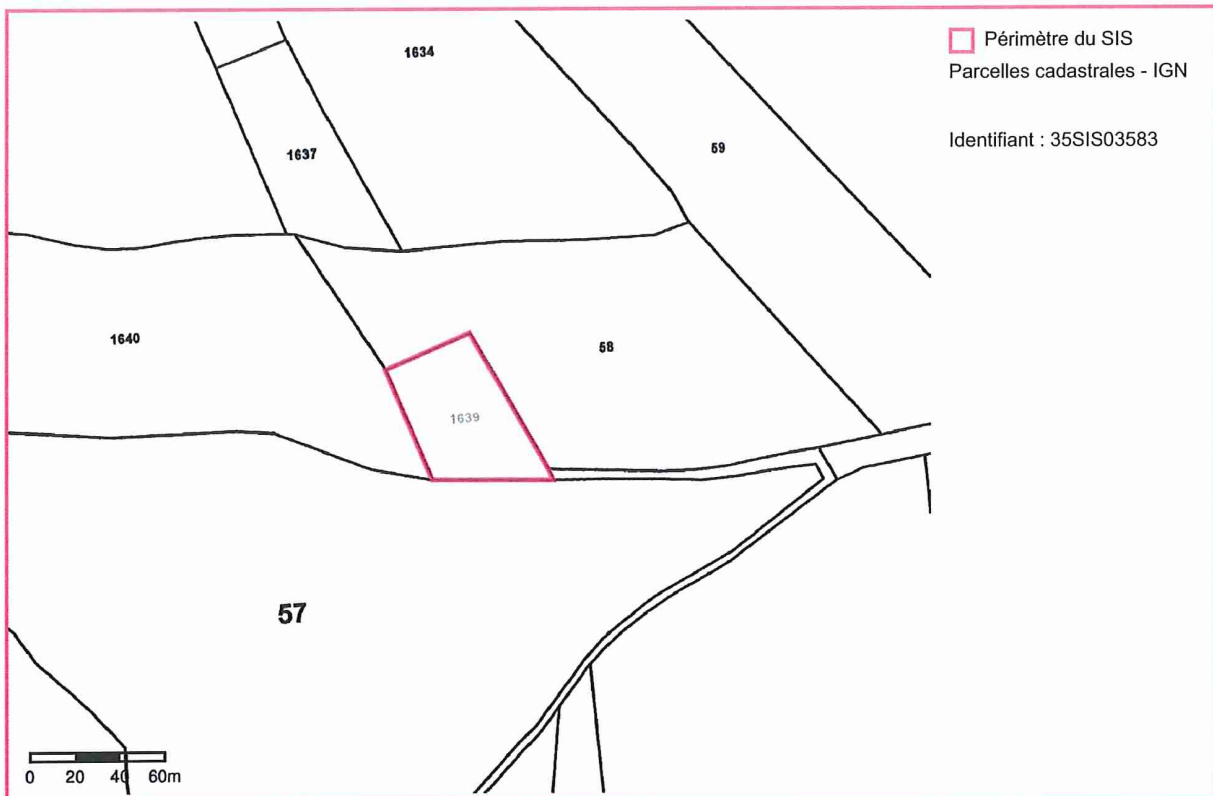 1634
Périmètre du SIS
Parcelles cadastrales - IGN
Identifiant : 35SIS03583
1637
59
1640
58
1639
57
0 20 40 60m